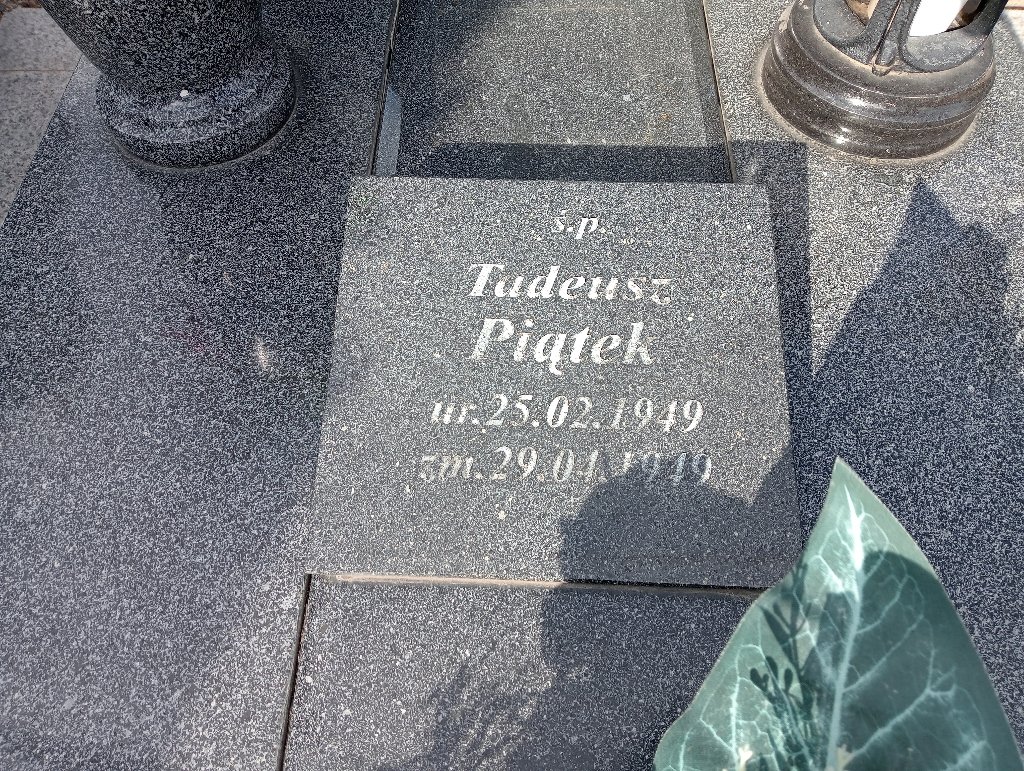 ś.p.
Tadeusz
Piątek
ur.25.02.1949
zm.29.04.1949